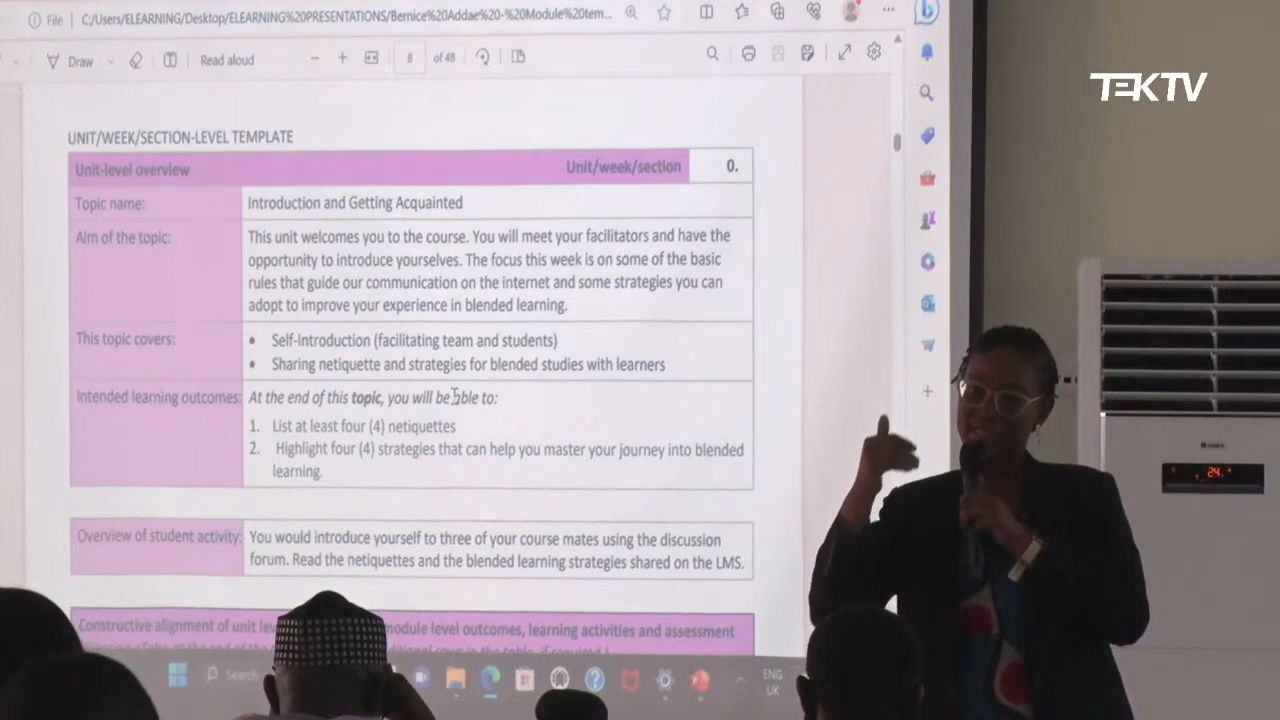 File C:/Users/ELEARNING/Desktop/ELEARNING%20PRESENTATIONS/Bernice%20Addae%20-%20Module%20tem...
Draw Read aloud 8 of 48
TEKTV
UNIT/WEEK/SECTION-LEVEL TEMPLATE
Unit-level overview Unit/week/section 0.
Topic name: Introduction and Getting Acquainted
Aim of the topic: This unit welcomes you to the course. You will meet your facilitators and have the
opportunity to introduce yourselves. The focus this week is on some of the basic
rules that guide our communication on the internet and some strategies you can
adopt to improve your experience in blended learning.
This topic covers: • Self-Introduction (facilitating team and students)
• Sharing netiquette and strategies for blended studies with learners
Intended learning outcomes: At the end of this topic, you will be able to:
1. List at least four (4) netiquettes
2. Highlight four (4) strategies that can help you master your journey into blended
learning.
GREE
24
Overview of student activity: You would introduce yourself to three of your course mates using the discussion
forum. Read the netiquettes and the blended learning strategies shared on the LMS.
Constructive alignment of unit module level outcomes, learning activities and assessment
Search ENG
UK